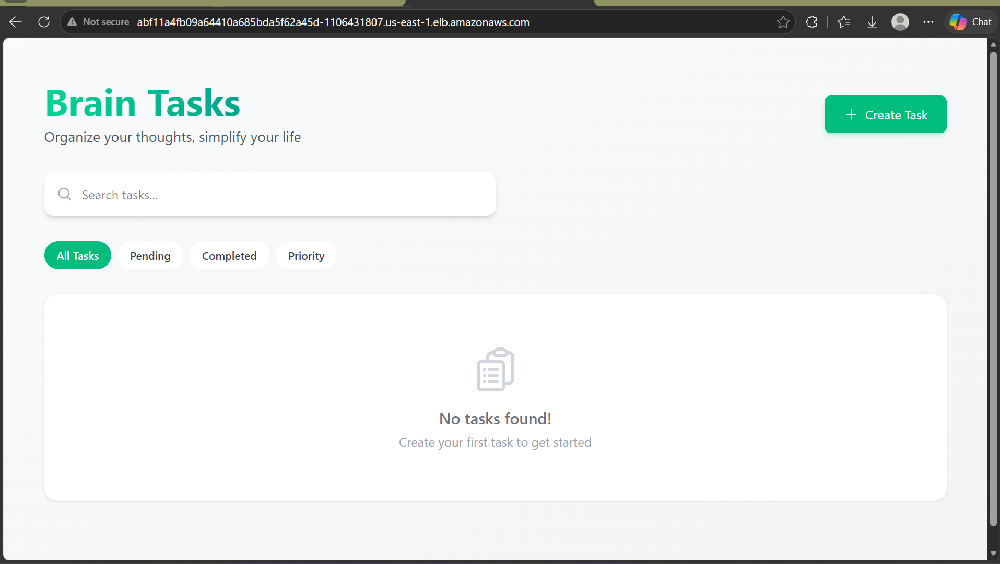 Not secure abf11a4fb09a64410a685bda5f62a45d-1106431807.us-east-1.elb.amazonaws.com
Chat
Brain Tasks
Organize your thoughts, simplify your life
Create Task
Search tasks...
All Tasks
Pending
Completed
Priority
No tasks found!
Create your first task to get started